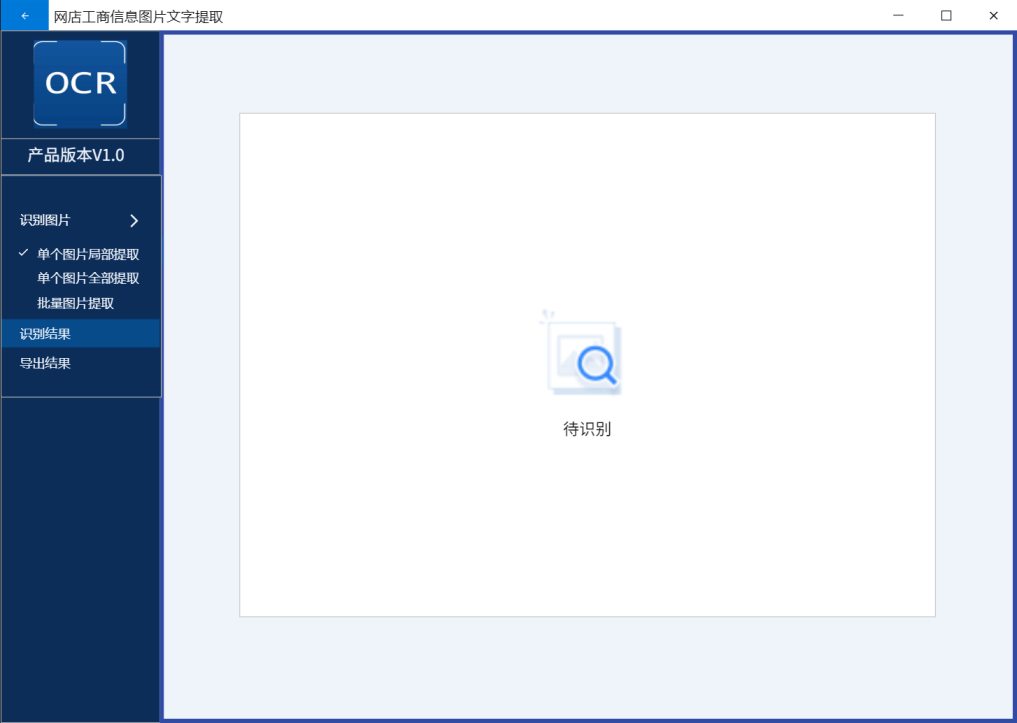 网店工商信息图片文字提取
OCR
产品版本V1.0
识别图片
单个图片局部提取
单个图片全部提取
批量图片提取
识别结果
导出结果
待识别